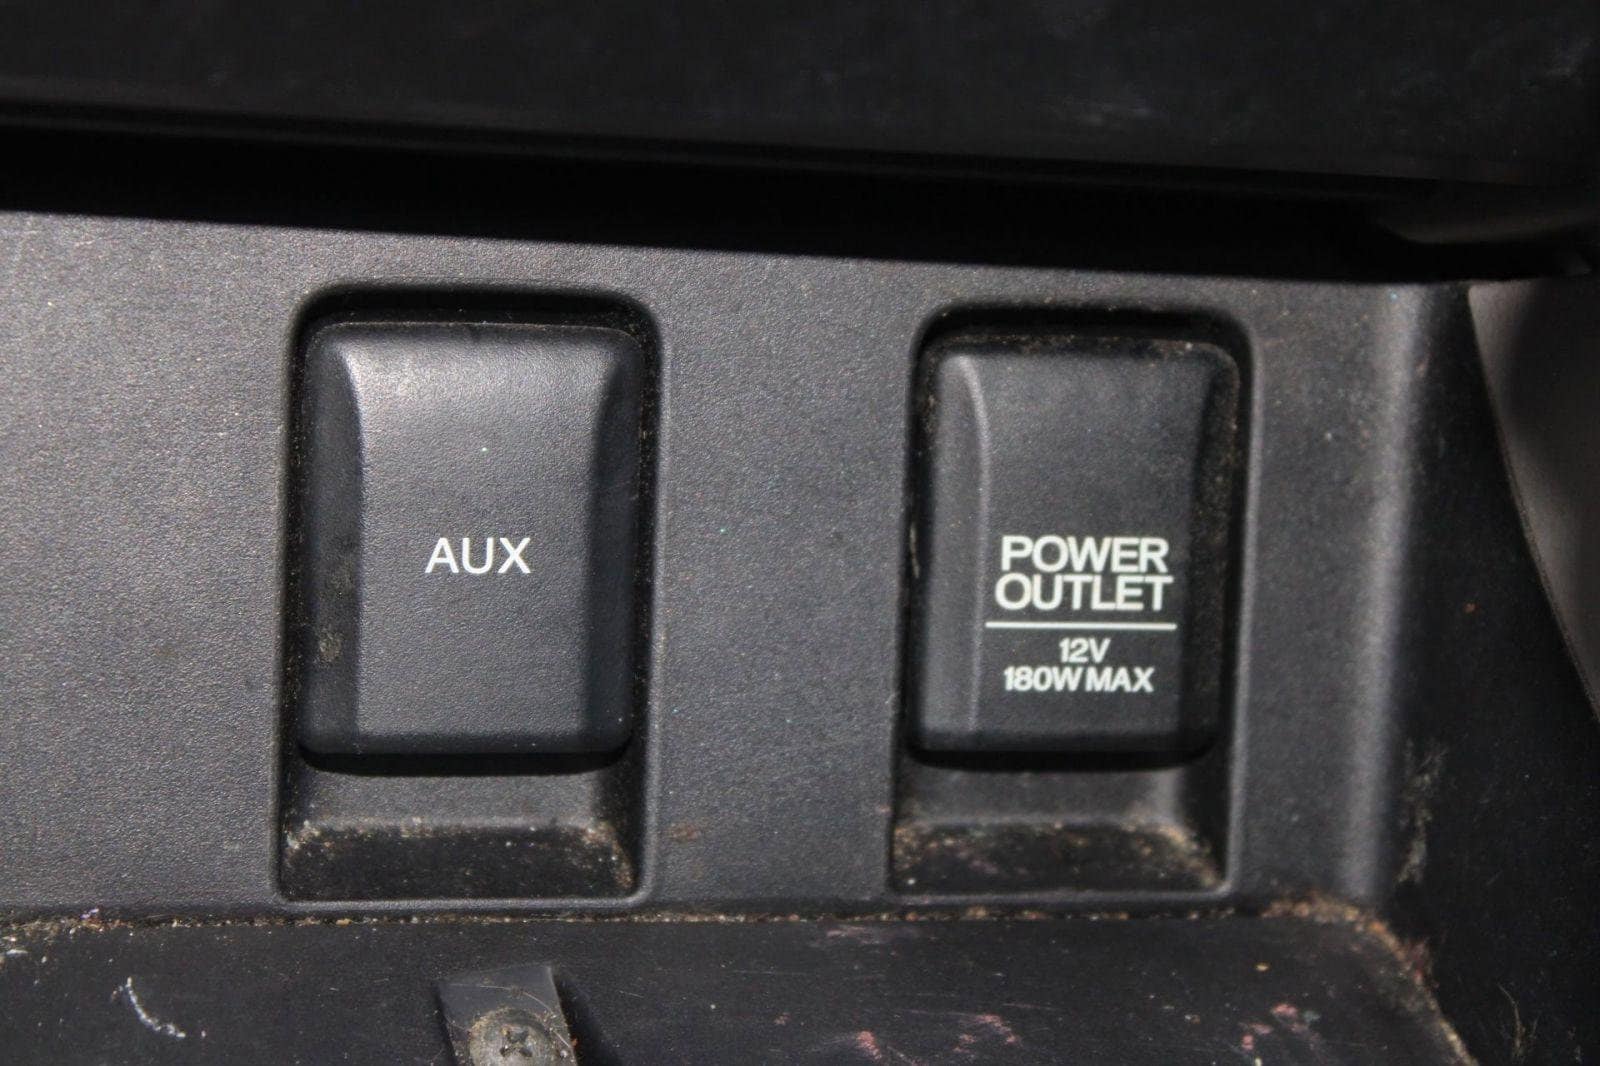 AUX
POWER
OUTLET
12V
180W MAX